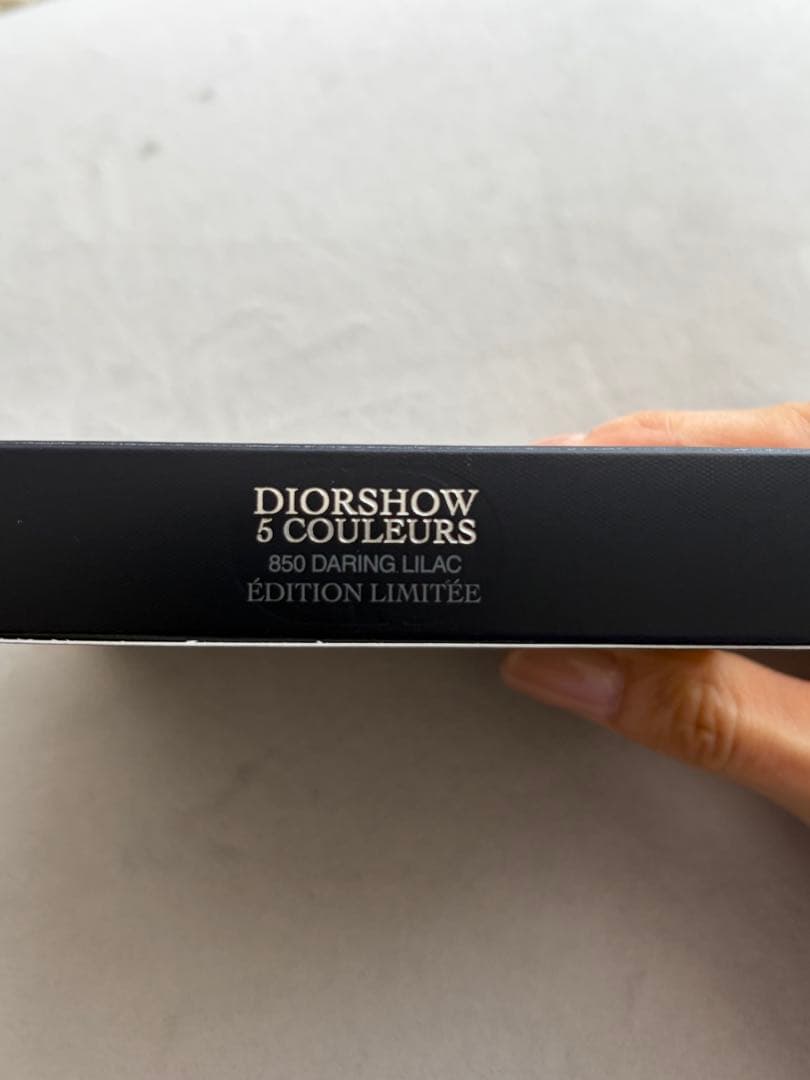 DIORSHOW
5 COULEURS
850 DARING LILAC
ÉDITION LIMITÉE